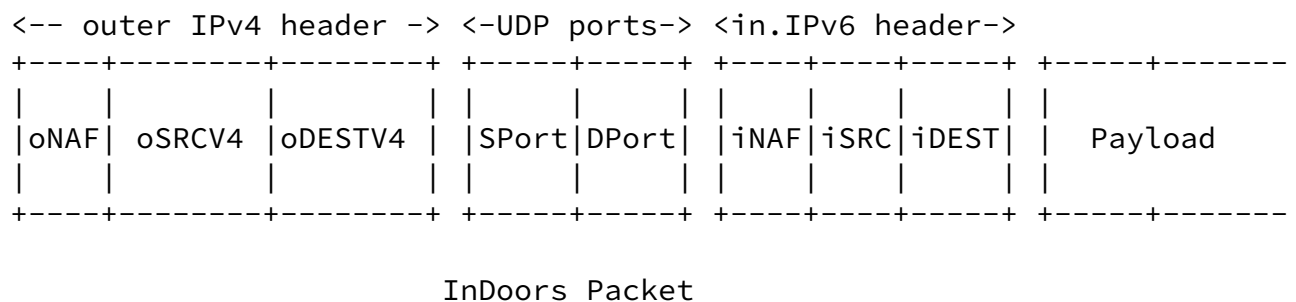 <-- outer IPv4 header -> <-UDP ports-> <in.IPv6 header->
+----+--------+--------+ +-----+-----+ +----+----+-----+ +-----+-------
|    |        |        | |     |     | |    |    |     | |
|oNAF| oSRCV4 |oDESTV4 | |SPort|DPort| |iNAF|iSRC|iDEST| |  Payload
|    |        |        | |     |     | |    |    |     | |
+----+--------+--------+ +-----+-----+ +----+----+-----+ +-----+-------
InDoors Packet